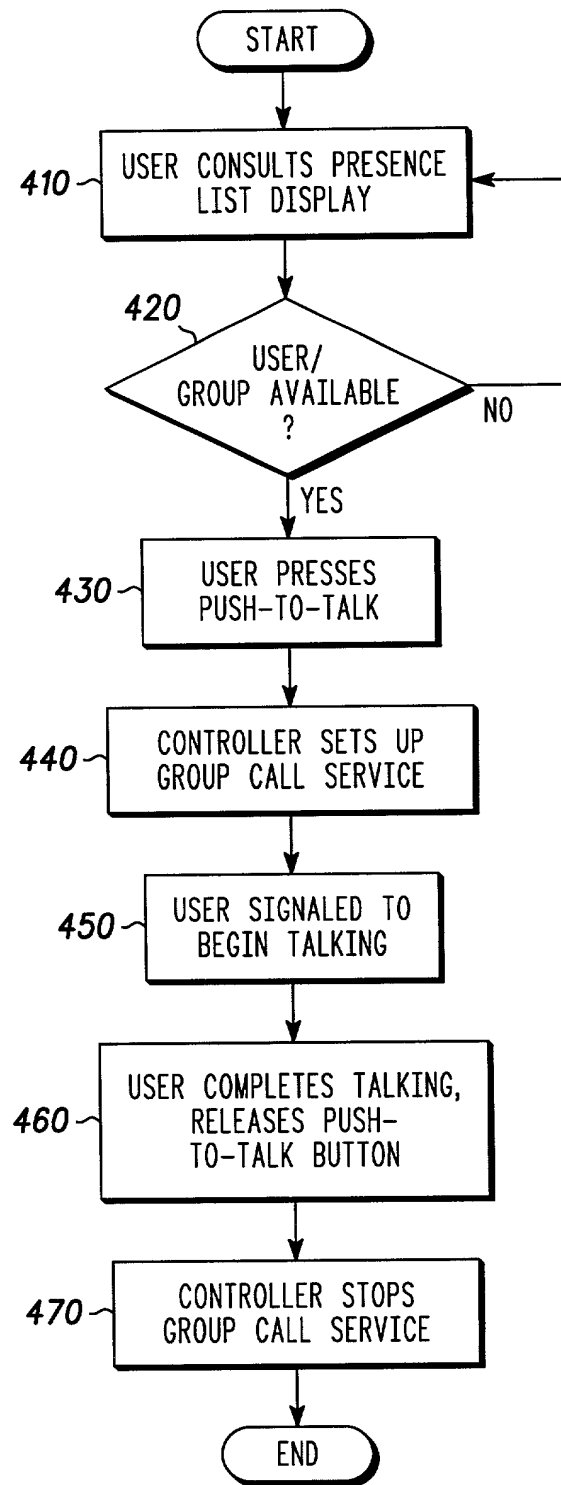 START
410
USER CONSULTS PRESENCE
LIST DISPLAY
420
USER/
GROUP AVAILABLE
?
NO
YES
430
USER PRESSES
PUSH-TO-TALK
440
CONTROLLER SETS UP
GROUP CALL SERVICE
450
USER SIGNALED TO
BEGIN TALKING
460
USER COMPLETES TALKING,
RELEASES PUSH-
TO-TALK BUTTON
470
CONTROLLER STOPS
GROUP CALL SERVICE
END